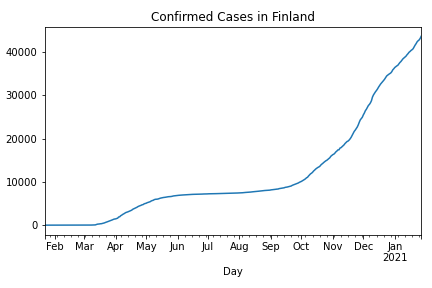 Confirmed Cases in Finland
40000
30000
20000
10000
0
Feb Mar Apr May Jun Jul Aug Sep Oct Nov Dec Jan
2021
Day